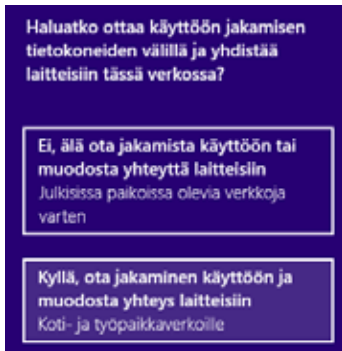 Haluatko ottaa käyttöön jakamisen
tietokoneiden välillä ja yhdistää
laitteisiin tässä verkossa?
Ei, älä ota jakamista käyttöön tai
muodosta yhteyttä laitteisiin
Julkisissa paikoissa olevia verkkoja
varten
Kyllä, ota jakaminen käyttöön ja
muodosta yhteys laitteisiin
Koti- ja työpaikkaverkoille